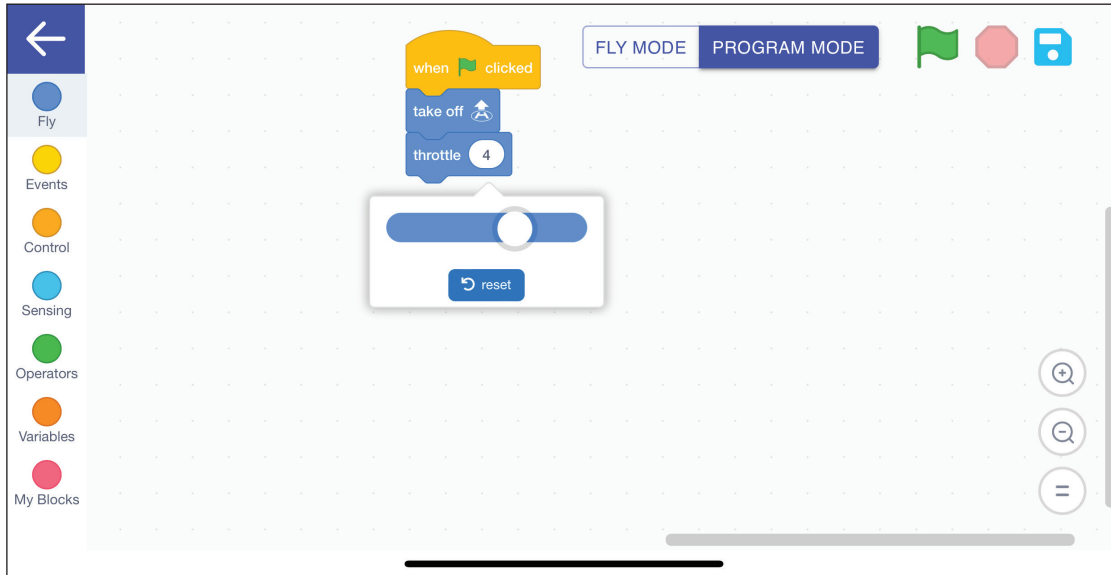 FLY MODE PROGRAM MODE
when clicked
take off
throttle 4
reset
Fly
Events
Control
Sensing
Operators
Variables
My Blocks